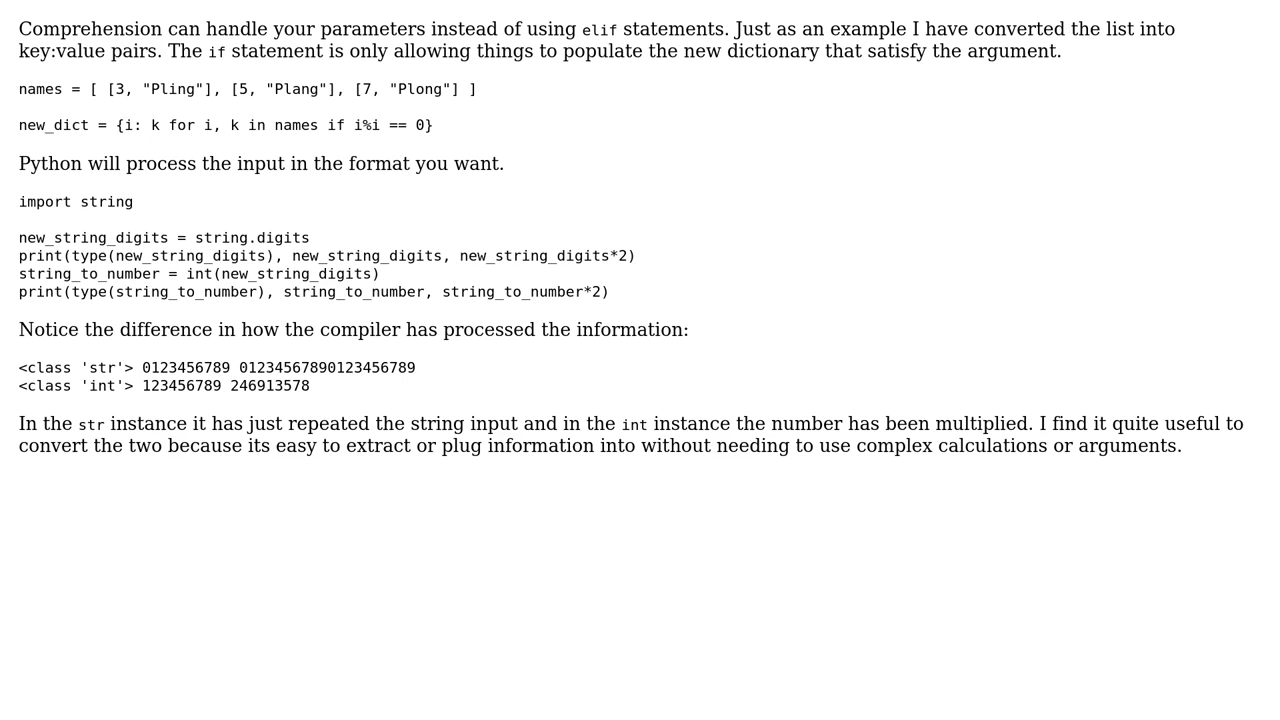 Comprehension can handle your parameters instead of using elif statements. Just as an example I have converted the list into
key:value pairs. The if statement is only allowing things to populate the new dictionary that satisfy the argument.
names = [ [3, "Pling"], [5, "Plang"], [7, "Plong"] ]
new_dict = {i: k for i, k in names if i%i == 0}
Python will process the input in the format you want.
import string
new_string_digits = string.digits
print(type(new_string_digits), new_string_digits, new_string_digits*2)
string_to_number = int(new_string_digits)
print(type(string_to_number), string_to_number, string_to_number*2)
Notice the difference in how the compiler has processed the information:
<class 'str'> 0123456789 01234567890123456789
<class 'int'> 123456789 246913578
In the str instance it has just repeated the string input and in the int instance the number has been multiplied. I find it quite useful to
convert the two because its easy to extract or plug information into without needing to use complex calculations or arguments.